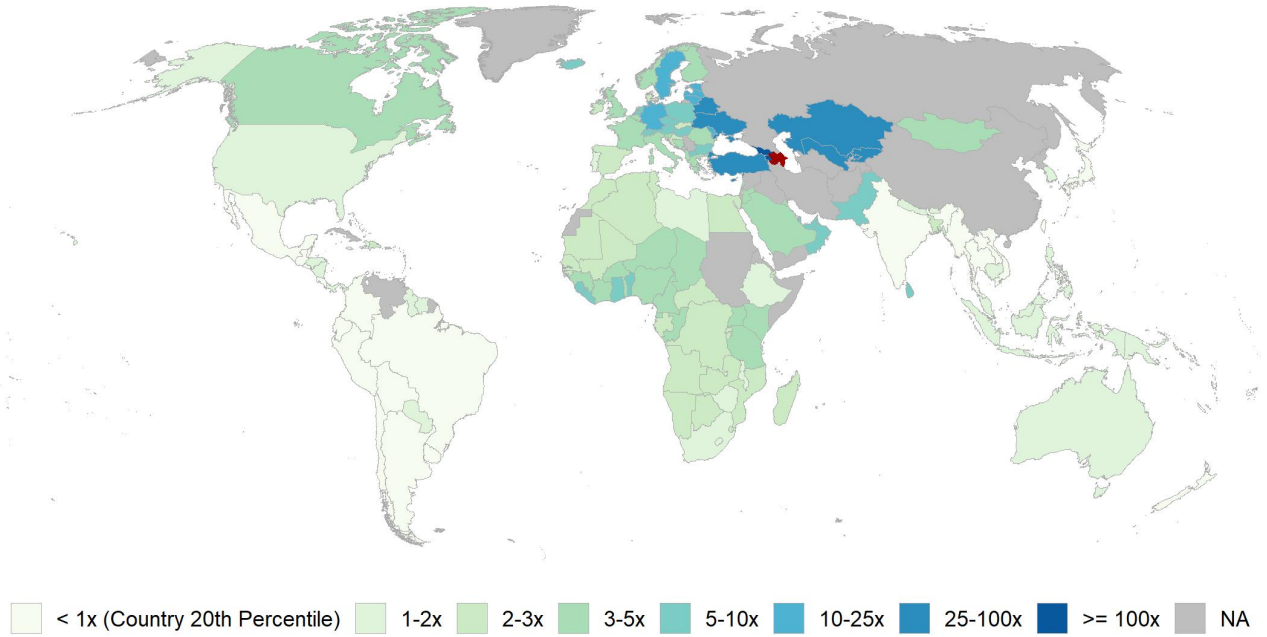 < 1x (Country 20th Percentile) 1-2x 2-3x 3-5x 5-10x 10-25x 25-100x >= 100x NA